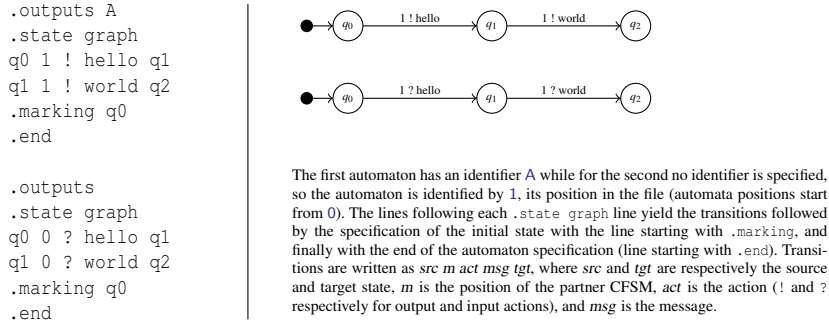 .outputs A
.state graph
q0 1 ! hello q1
q1 1 ! world q2
.marking q0
.end
.outputs
.state graph
q0 0 ? hello q1
q1 0 ? world q2
.marking q0
.end
q0 1 ! hello q1 1 ! world q2
q0 1 ? hello q1 1 ? world q2
The first automaton has an identifier A while for the second no identifier is specified,
so the automaton is identified by 1, its position in the file (automata positions start
from 0). The lines following each .state graph line yield the transitions followed
by the specification of the initial state with the line starting with .marking, and
finally with the end of the automaton specification (line starting with .end). Transi-
tions are written as src m act msg tgt, where src and tgt are respectively the source
and target state, m is the position of the partner CFSM, act is the action (! and ?
respectively for output and input actions), and msg is the message.